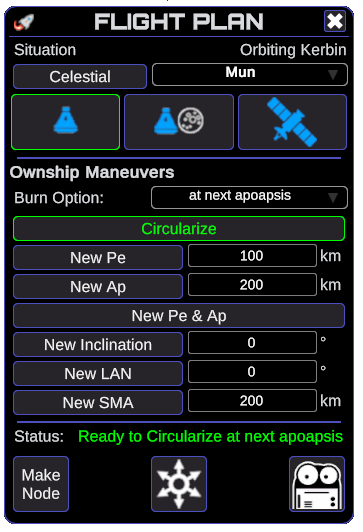 FLIGHT PLAN
Situation Orbiting Kerbin
Celestial Mun
Ownship Maneuvers
Burn Option: at next apoapsis
Circularize
New Pe 100 km
New Ap 200 km
New Pe & Ap
New Inclination 0 °
New LAN 0 °
New SMA 200 km
Status: Ready to Circularize at next apoapsis
Make
Node